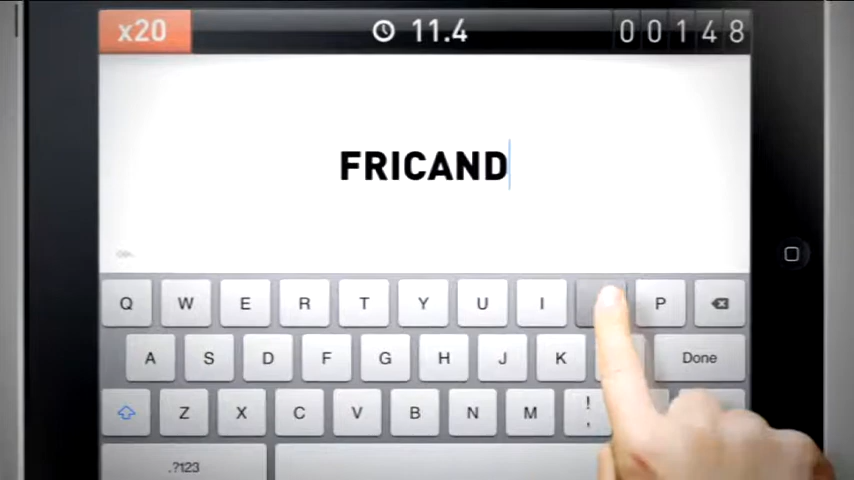 x20 11.4 00148
FRICAND
Q W E R T Y U I P
A S D F G H J K Done
Z X C V B N M ! ,
.?123